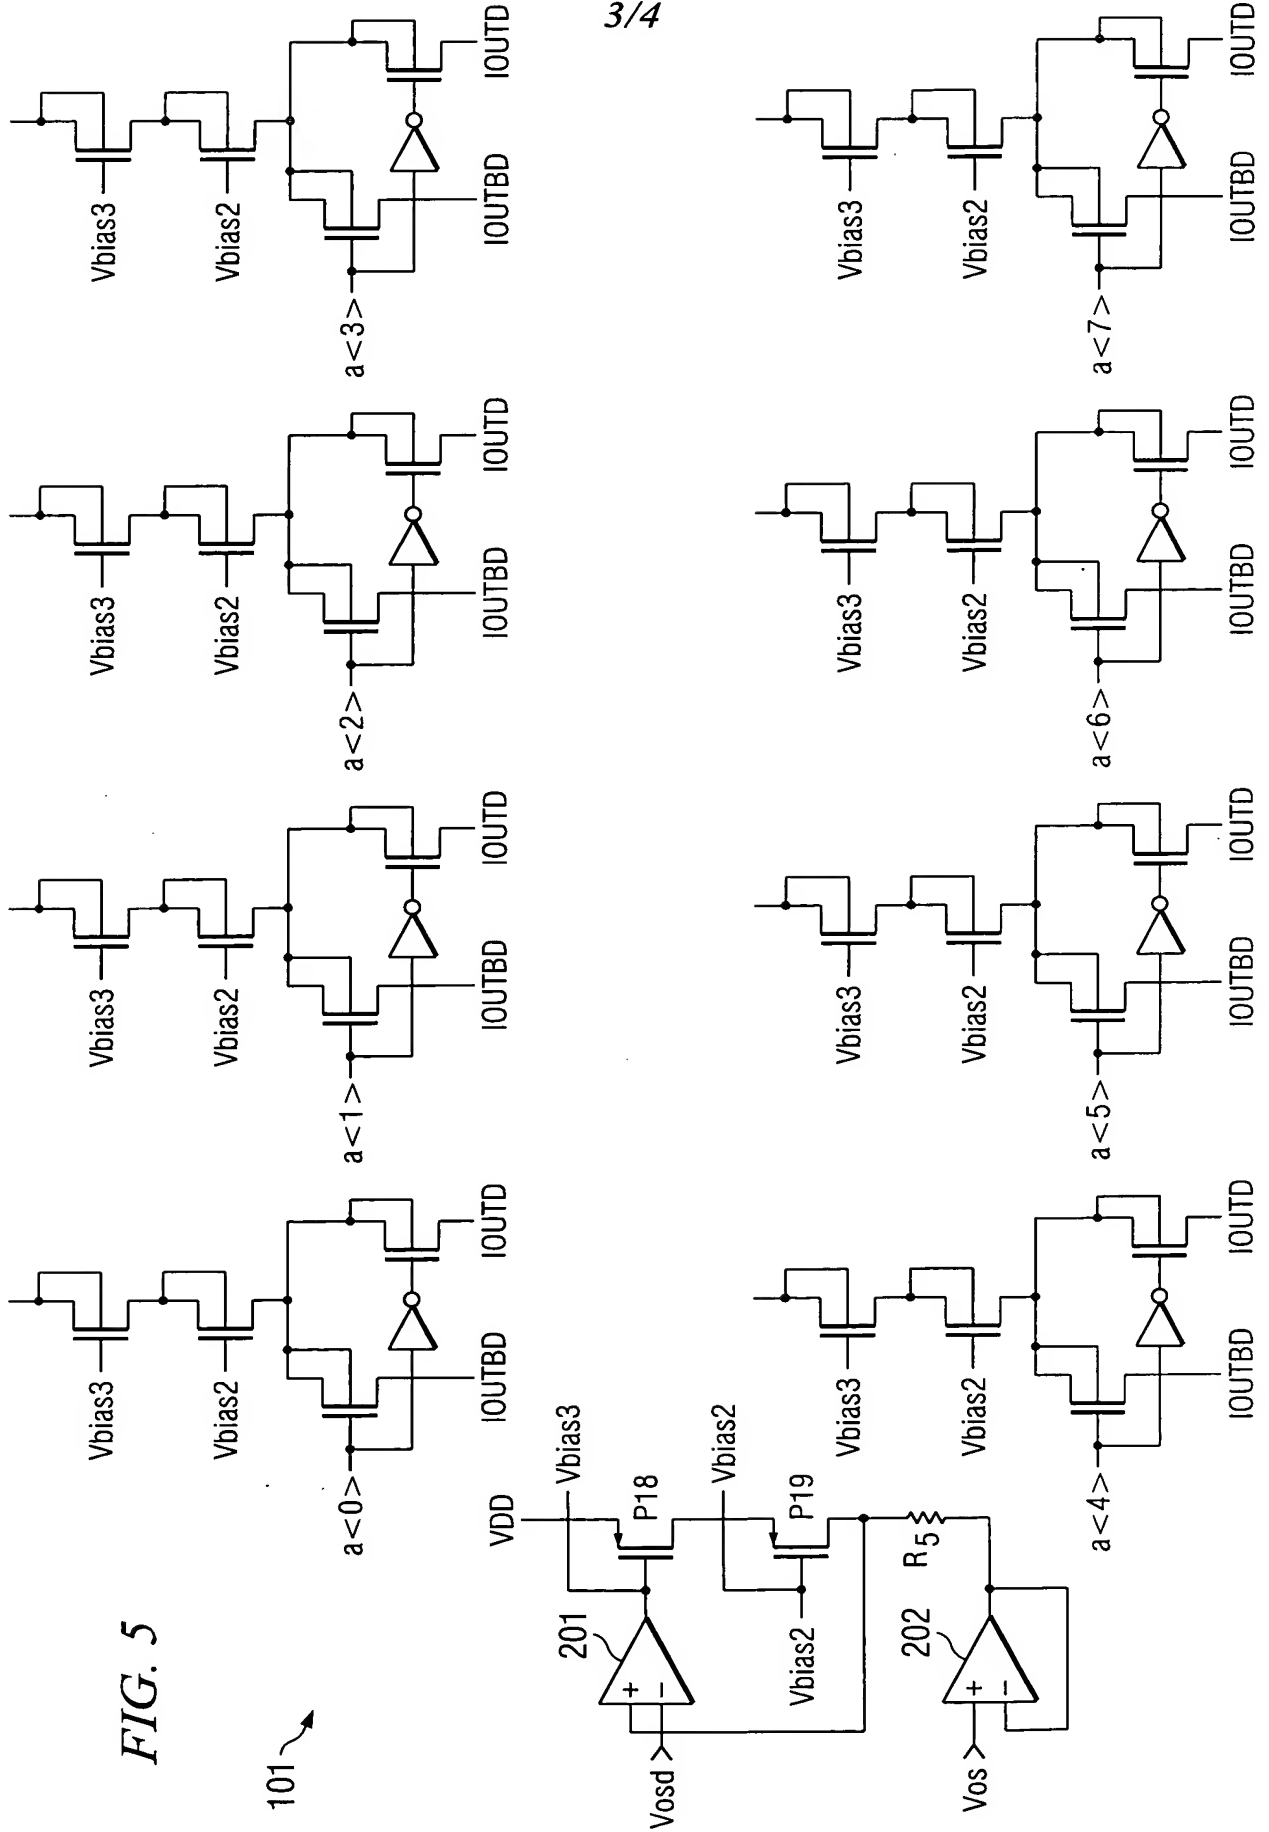 3/4
FIG. 5
101
VDD
Vbias3
P18
Vbias2
P19
Vbias2
201
+
−
Vosd
R5
202
+
−
Vos
Vbias3
Vbias2
a<0>
IOUTBD
IOUTD
Vbias3
Vbias2
a<1>
IOUTBD
IOUTD
Vbias3
Vbias2
a<2>
IOUTBD
IOUTD
Vbias3
Vbias2
a<3>
IOUTBD
IOUTD
Vbias3
Vbias2
a<4>
IOUTBD
IOUTD
Vbias3
Vbias2
a<5>
IOUTBD
IOUTD
Vbias3
Vbias2
a<6>
IOUTBD
IOUTD
Vbias3
Vbias2
a<7>
IOUTBD
IOUTD